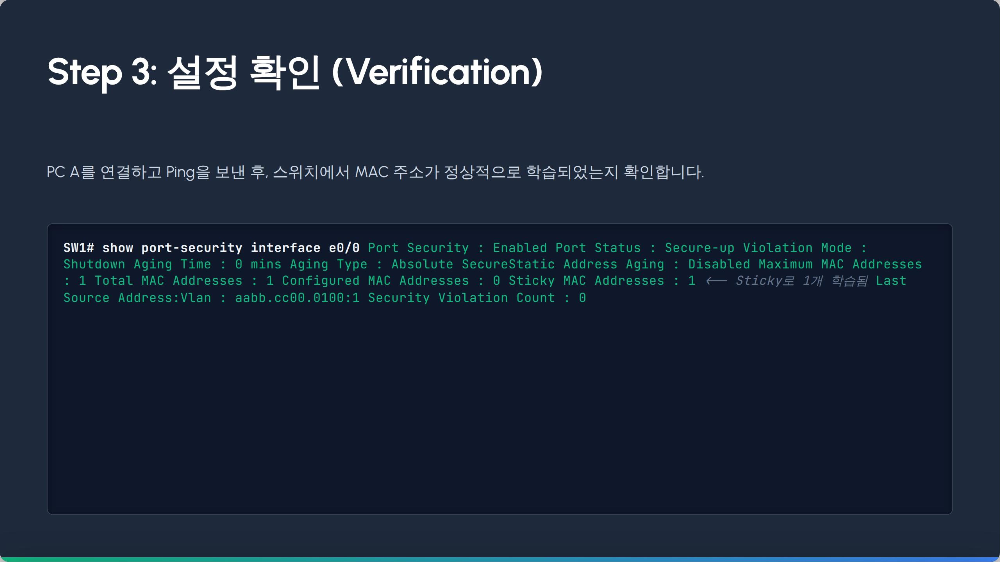 Step 3: 설정 확인 (Verification)
PC A를 연결하고 Ping을 보낸 후, 스위치에서 MAC 주소가 정상적으로 학습되었는지 확인합니다.
SW1# show port-security interface e0/0 Port Security : Enabled Port Status : Secure-up Violation Mode :
Shutdown Aging Time : 0 mins Aging Type : Absolute SecureStatic Address Aging : Disabled Maximum MAC Addresses
: 1 Total MAC Addresses : 1 Configured MAC Addresses : 0 Sticky MAC Addresses : 1 <-- Sticky로 1개 학습됨 Last
Source Address:Vlan : aabb.cc00.0100:1 Security Violation Count : 0